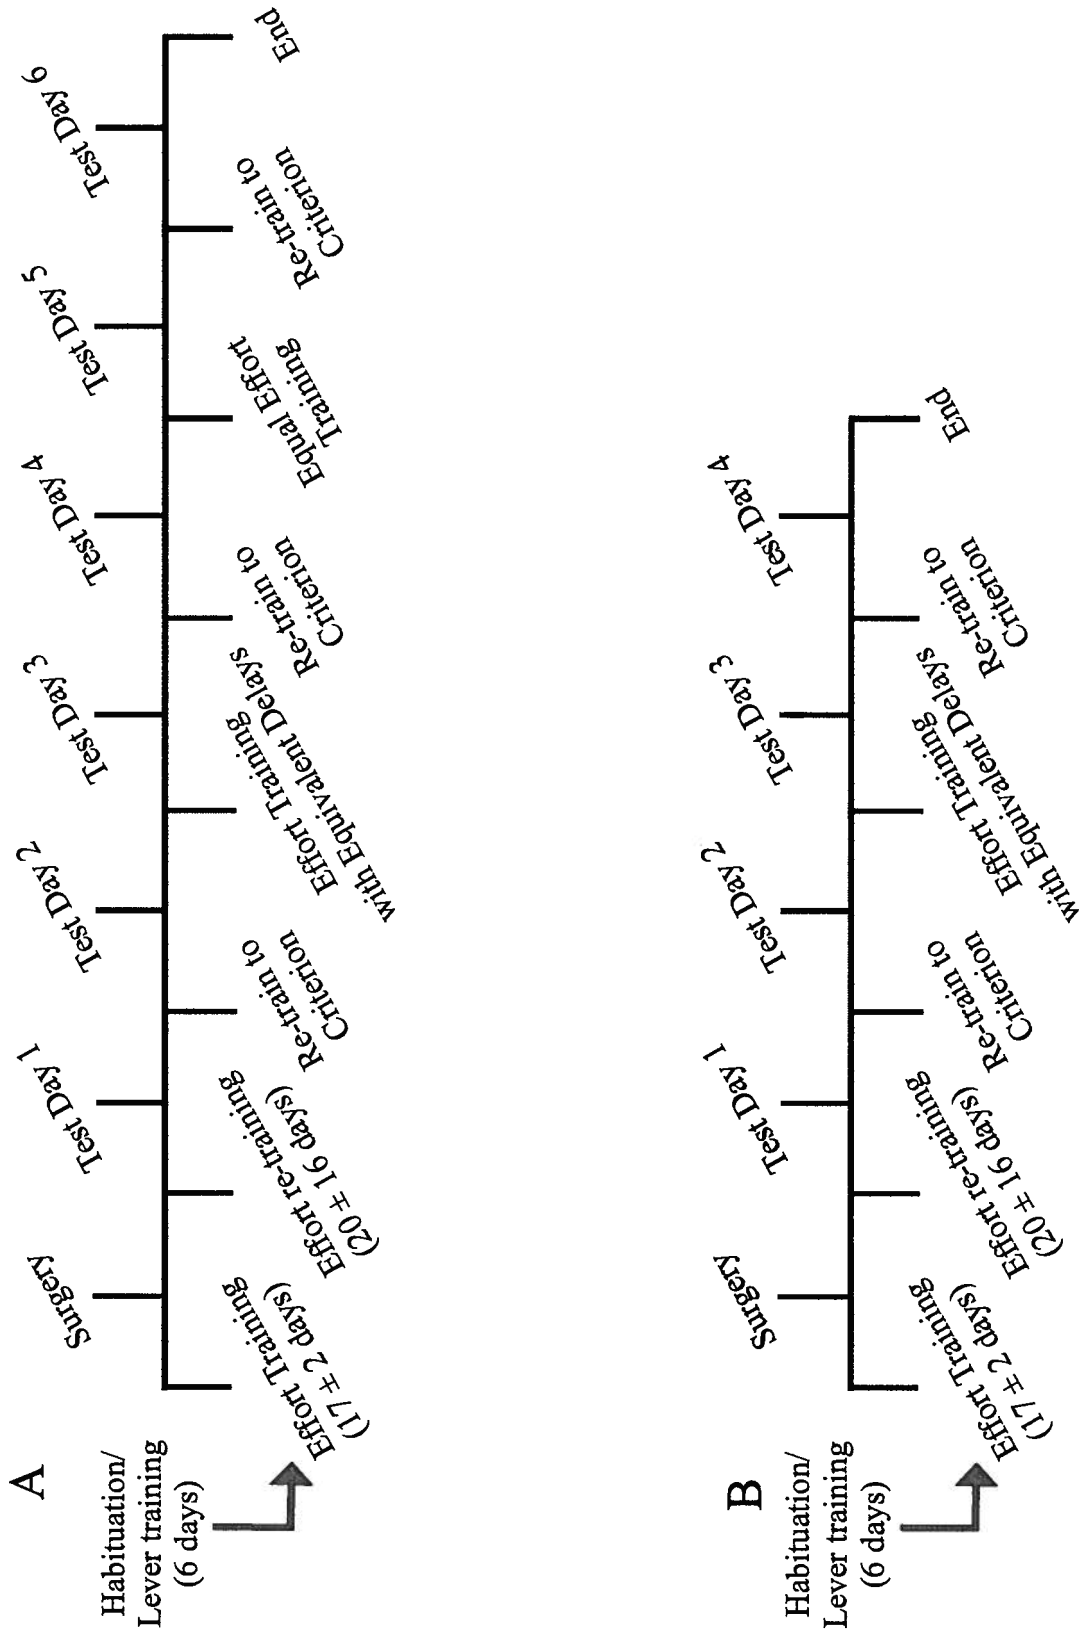 A
Habituation/
Lever training
(6 days)
Surgery
Test Day 1
Test Day 2
Test Day 3
Test Day 4
Test Day 5
Test Day 6
Effort Training
(17 ± 2 days)
Effort re-training
(20 ± 16 days)
Re-train to
Criterion
Effort Training
with Equivalent Delays
Re-train to
Criterion
Equal Effort
Training
Re-train to
Criterion
End
B
Habituation/
Lever training
(6 days)
Surgery
Test Day 1
Test Day 2
Test Day 3
Test Day 4
Effort Training
(17 ± 2 days)
Effort re-training
(20 ± 16 days)
Re-train to
Criterion
Effort Training
with Equivalent Delays
Re-train to
Criterion
End